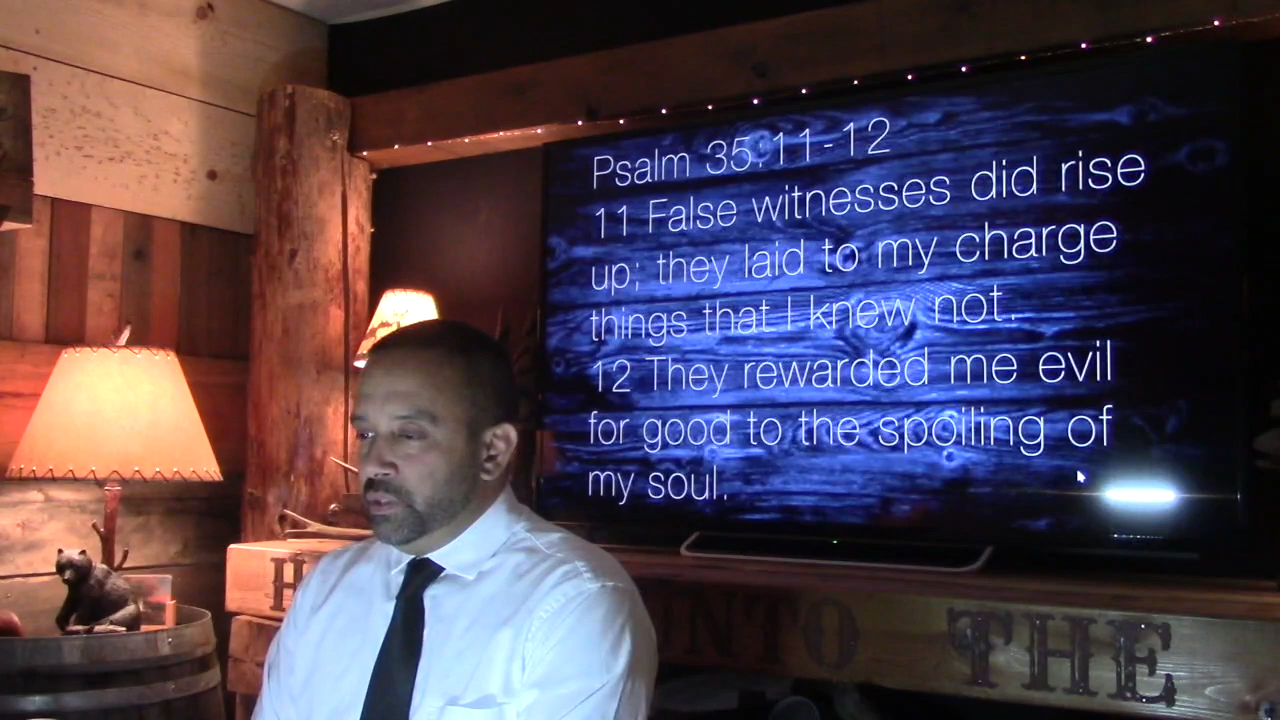 Psalm 35:11-12
11 False witnesses did rise
up; they laid to my charge
things that I knew not.
12 They rewarded me evil
for good to the spoiling of
my soul.
H
UNTO THE